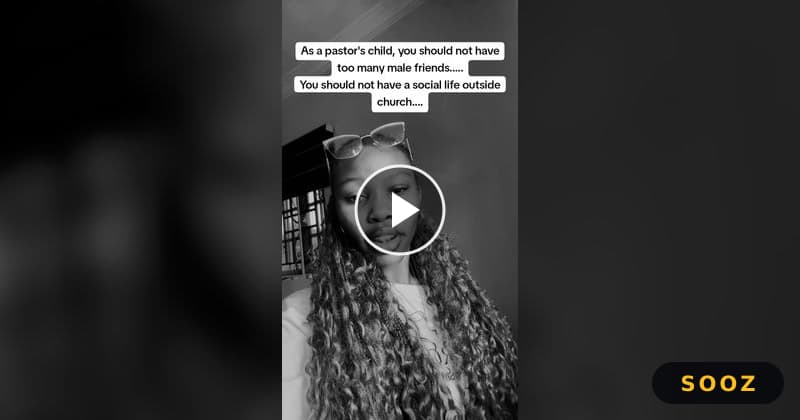 As a pastor's child, you should not have
too many male friends.....
You should not have a social life outside
church....
SOOZ